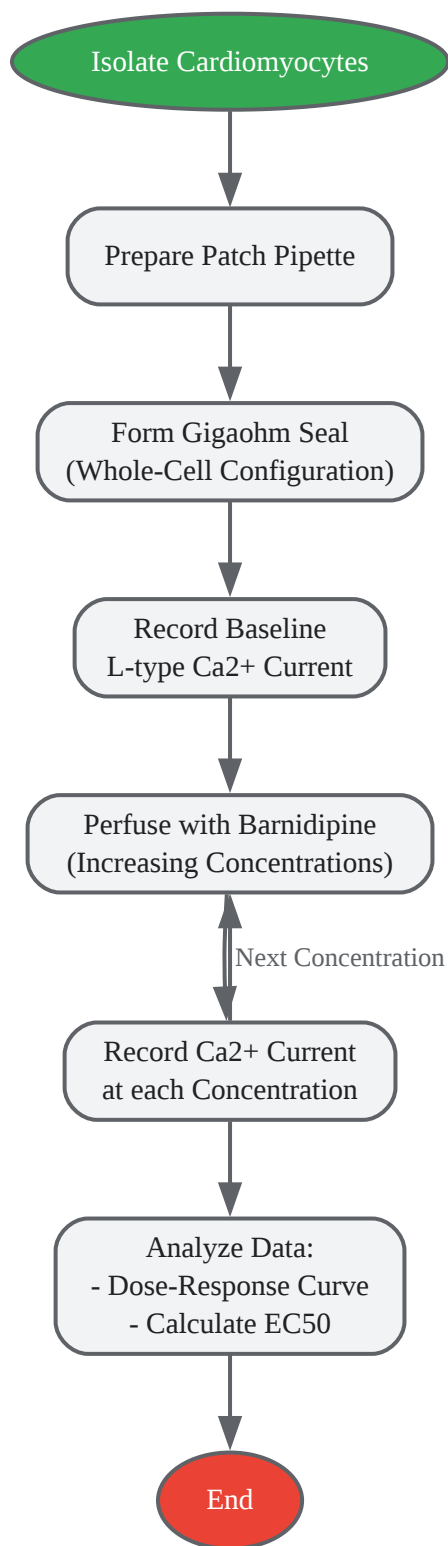 Isolate Cardiomyocytes
Prepare Patch Pipette
Form Gigaohm Seal
(Whole-Cell Configuration)
Record Baseline
L-type Ca2+ Current
Perfuse with Barnidipine
(Increasing Concentrations)
Next Concentration
Record Ca2+ Current
at each Concentration
Analyze Data:
- Dose-Response Curve
- Calculate EC50
End